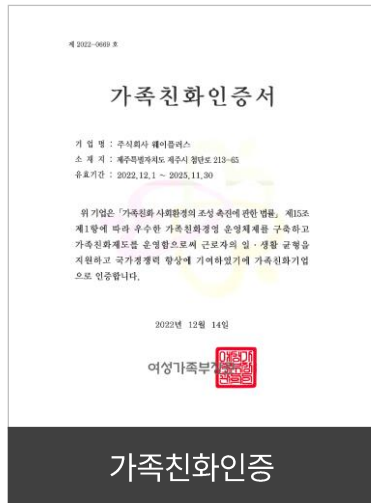 제 2022-0669 호
가족친화인증서
기 업 명 : 주식회사 웨이플러스
소 재 지 : 제주특별자치도 제주시 첨단로 213-65
유효기간 : 2022.12.1 ~ 2025.11.30
위 기업은「가족친화 사회환경의 조성 촉진에 관한 법률」 제15조
제1항에 따라 우수한 가족친화경영 운영체제를 구축하고
가족친화제도를 운영함으로써 근로자의 일 · 생활 균형을
지원하고 국가경쟁력 향상에 기여하였기에 가족친화기업
으로 인증합니다.
2022년 12월 14일
여성가족부장관
가족친화인증